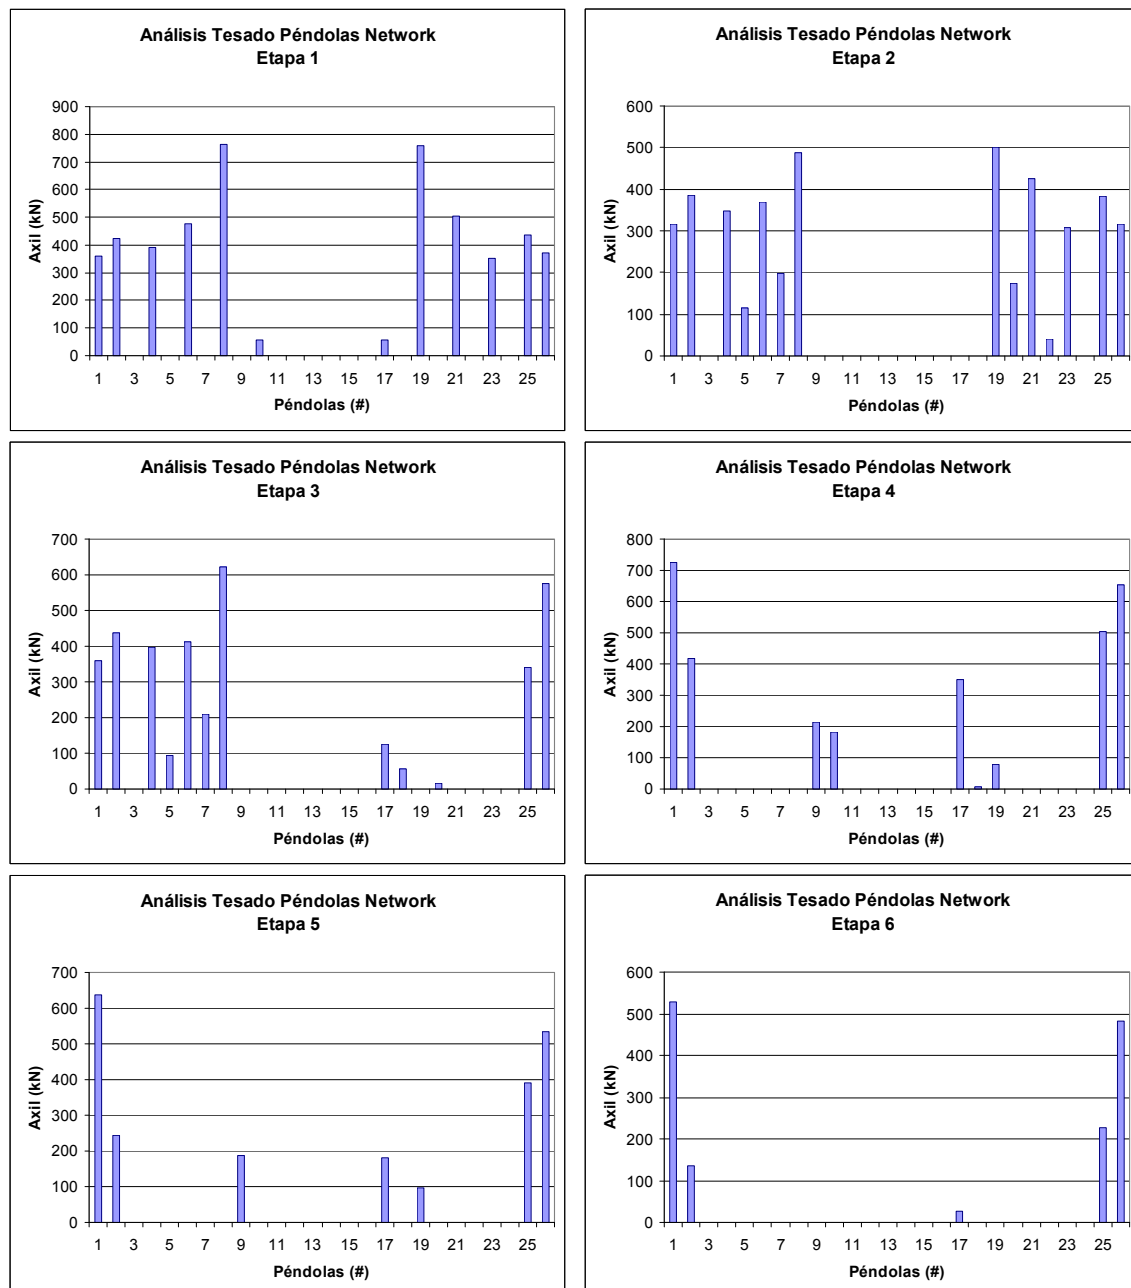 Análisis Tesado Péndolas Network
Etapa 1
900
800
700
600
500
400
300
200
100
0
Axil (kN)
1 3 5 7 9 11 13 15 17 19 21 23 25
Péndolas (#)
Análisis Tesado Péndolas Network
Etapa 2
600
500
400
300
200
100
0
Axil (kN)
1 3 5 7 9 11 13 15 17 19 21 23 25
Péndolas (#)
Análisis Tesado Péndolas Network
Etapa 3
700
600
500
400
300
200
100
0
Axil (kN)
1 3 5 7 9 11 13 15 17 19 21 23 25
Péndolas (#)
Análisis Tesado Péndolas Network
Etapa 4
800
700
600
500
400
300
200
100
0
Axil (kN)
1 3 5 7 9 11 13 15 17 19 21 23 25
Péndolas (#)
Análisis Tesado Péndolas Network
Etapa 5
700
600
500
400
300
200
100
0
Axil (kN)
1 3 5 7 9 11 13 15 17 19 21 23 25
Péndolas (#)
Análisis Tesado Péndolas Network
Etapa 6
600
500
400
300
200
100
0
Axil (kN)
1 3 5 7 9 11 13 15 17 19 21 23 25
Péndolas (#)